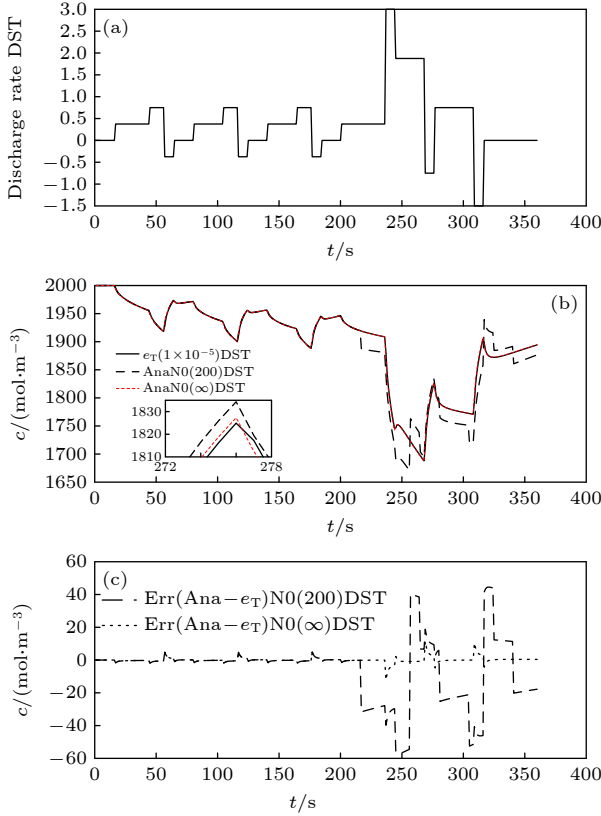 (a)
Discharge rate DST
3.0
2.5
2.0
1.5
1.0
0.5
0
−0.5
−1.0
−1.5
0 50 100 150 200 250 300 350 400
t/s
(b)
c/(mol·m−3)
2000
1950
1900
1850
1800
1750
1700
1650
eT(1×10−5)DST
AnaN0(200)DST
AnaN0(∞)DST
1835
1820
1810
272 278
0 50 100 150 200 250 300 350 400
t/s
(c)
c/(mol·m−3)
60
40
20
0
−20
−40
−60
Err(Ana−eT)N0(200)DST
Err(Ana−eT)N0(∞)DST
0 50 100 150 200 250 300 350 400
t/s